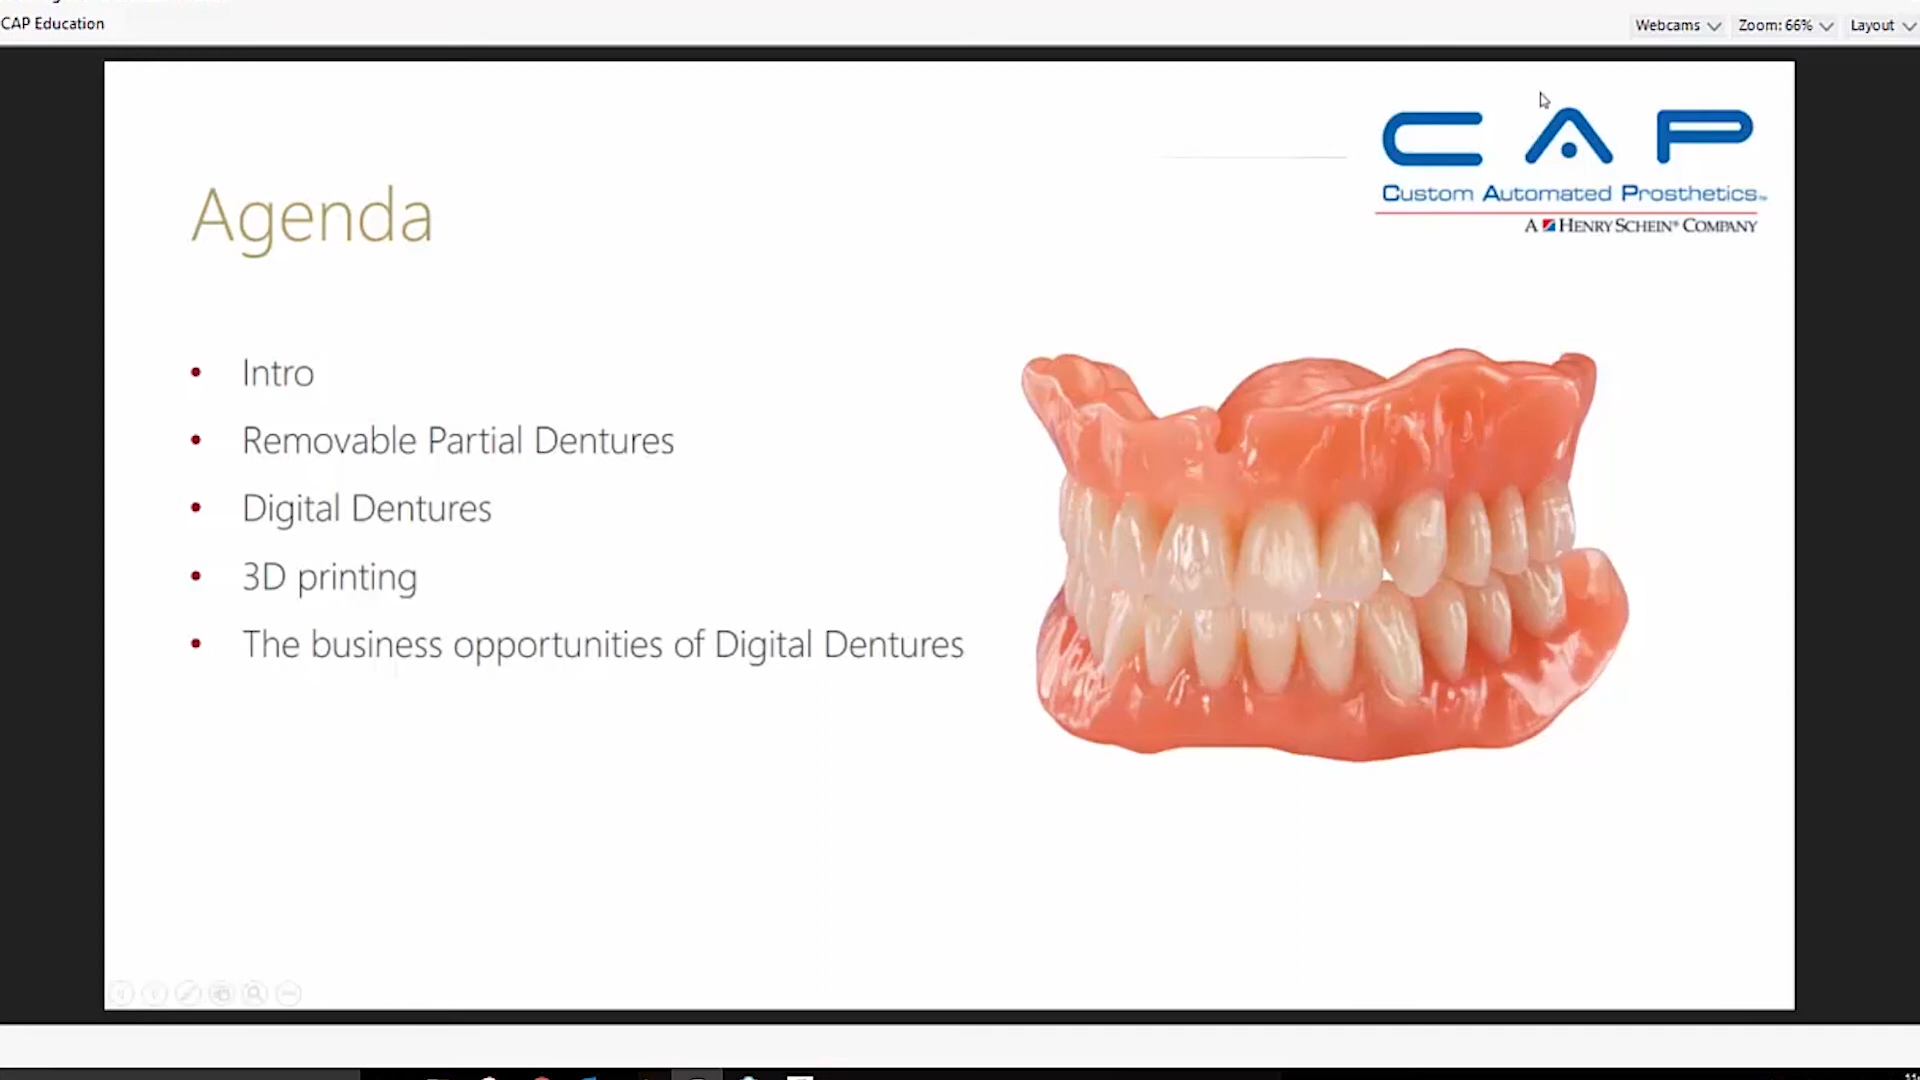 CAP Education
Webcams
Zoom: 66%
Layout
CAP
Custom Automated Prosthetics™
A HENRY SCHEIN® COMPANY
Agenda
• Intro
• Removable Partial Dentures
• Digital Dentures
• 3D printing
• The business opportunities of Digital Dentures